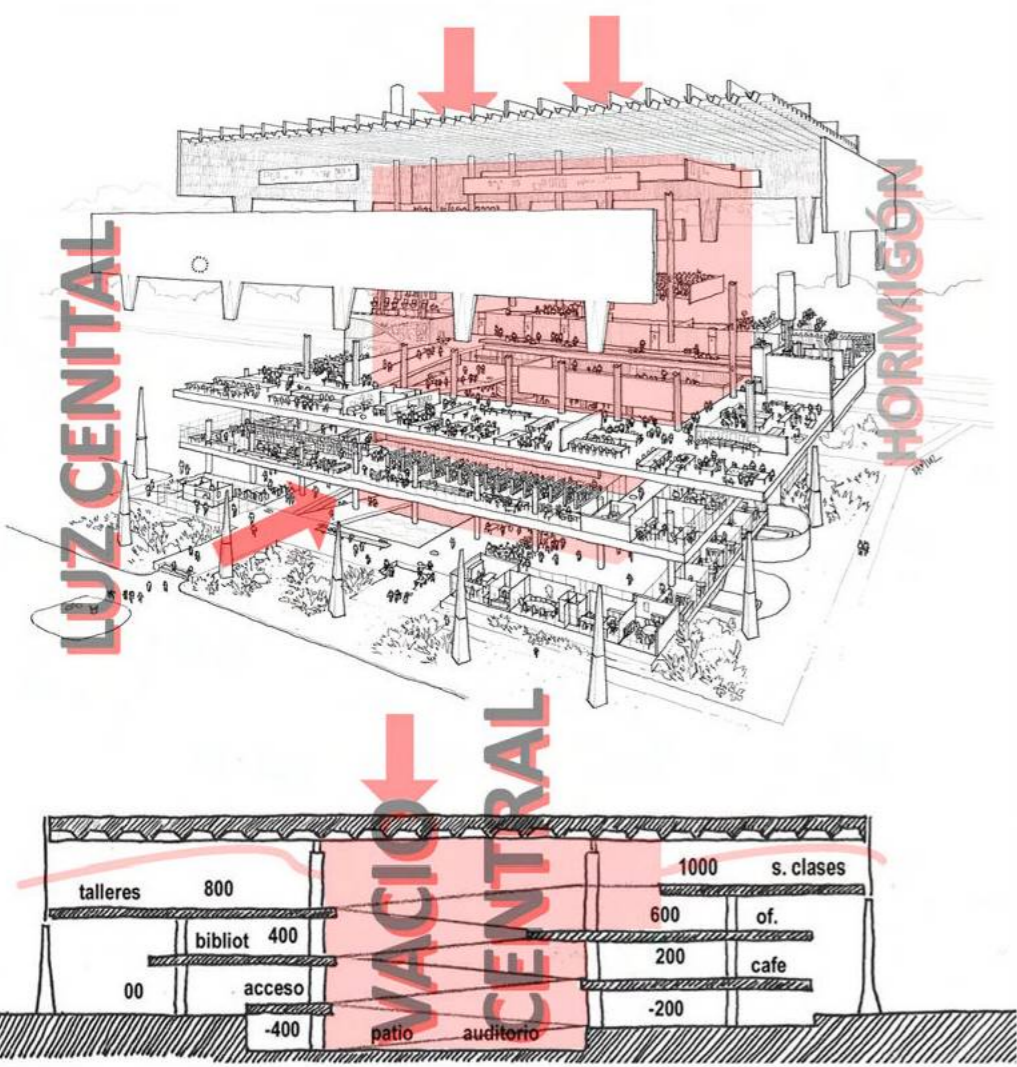 LUZ CENITAL
HORMIGÓN
VACIO
CENTRAL
talleres 800
1000 s. clases
bibliot 400
600 of.
200 cafe
00 acceso
-400
-200
patio auditorio